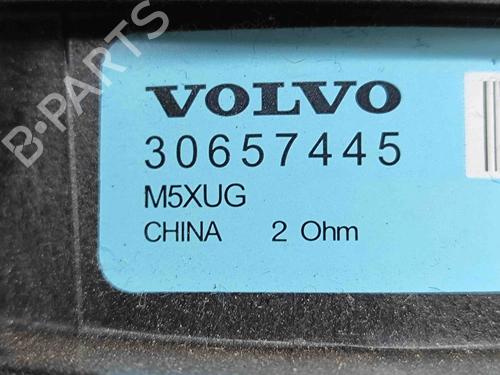 B-PARTS
VOLVO
30657445
M5XUG
CHINA 2 Ohm